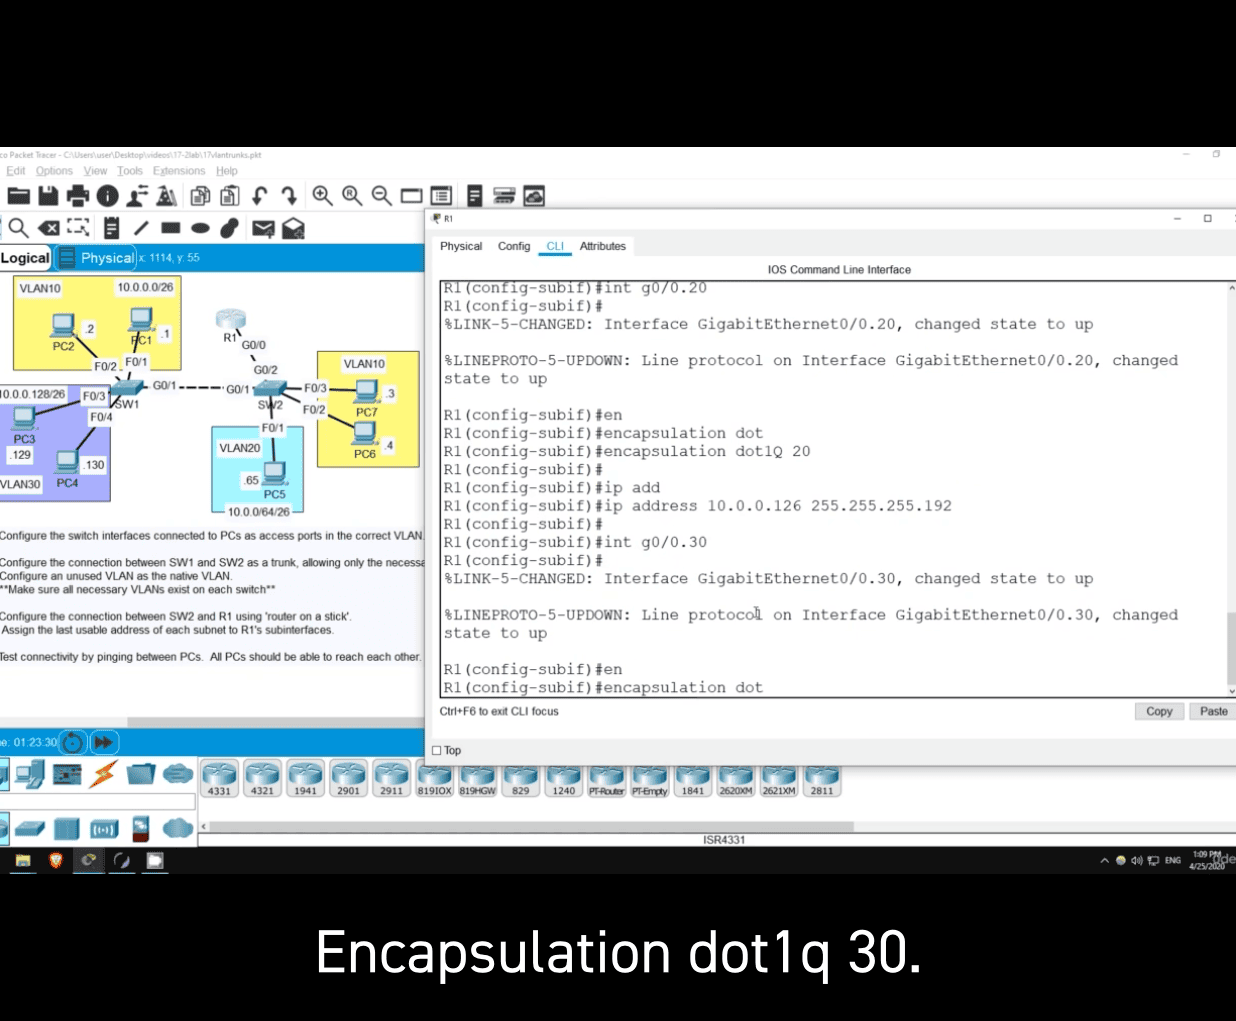 co Packet Tracer - C:\Users\user\Desktop\videos\17-2lab\17vlantrunks.pkt
Edit Options View Tools Extensions Help
Logical Physical x: 1114, y: 55
VLAN10 10.0.0.0/26
PC2 .2
PC1 .1
F0/2 F0/1
R1 G0/0
G0/2
VLAN10
10.0.0.128/26 F0/3
SW1 G0/1 G0/1 SW2
F0/3 PC7 .3
F0/4 F0/2
PC3 .129
PC4 .130
VLAN30
F0/1
VLAN20
.65 PC5
10.0.0/64/26
PC6 .4
Configure the switch interfaces connected to PCs as access ports in the correct VLAN.
Configure the connection between SW1 and SW2 as a trunk, allowing only the necessa
Configure an unused VLAN as the native VLAN.
**Make sure all necessary VLANs exist on each switch**
Configure the connection between SW2 and R1 using 'router on a stick'.
Assign the last usable address of each subnet to R1's subinterfaces.
Test connectivity by pinging between PCs. All PCs should be able to reach each other.
R1
Physical Config CLI Attributes
IOS Command Line Interface
R1(config-subif)#int g0/0.20
R1(config-subif)#
%LINK-5-CHANGED: Interface GigabitEthernet0/0.20, changed state to up
%LINEPROTO-5-UPDOWN: Line protocol on Interface GigabitEthernet0/0.20, changed
state to up
R1(config-subif)#en
R1(config-subif)#encapsulation dot
R1(config-subif)#encapsulation dot1Q 20
R1(config-subif)#
R1(config-subif)#ip add
R1(config-subif)#ip address 10.0.0.126 255.255.255.192
R1(config-subif)#
R1(config-subif)#int g0/0.30
R1(config-subif)#
%LINK-5-CHANGED: Interface GigabitEthernet0/0.30, changed state to up
%LINEPROTO-5-UPDOWN: Line protocol on Interface GigabitEthernet0/0.30, changed
state to up
R1(config-subif)#en
R1(config-subif)#encapsulation dot
Ctrl+F6 to exit CLI focus
Copy Paste
Top
e: 01:23:30
4331 4321 1941 2901 2911 819IOX 819HGW 829 1240 PT-Router PT-Empty 1841 2620XM 2621XM 2811
ISR4331
ENG
1:09 PM
4/25/2020
Encapsulation dot1q 30.